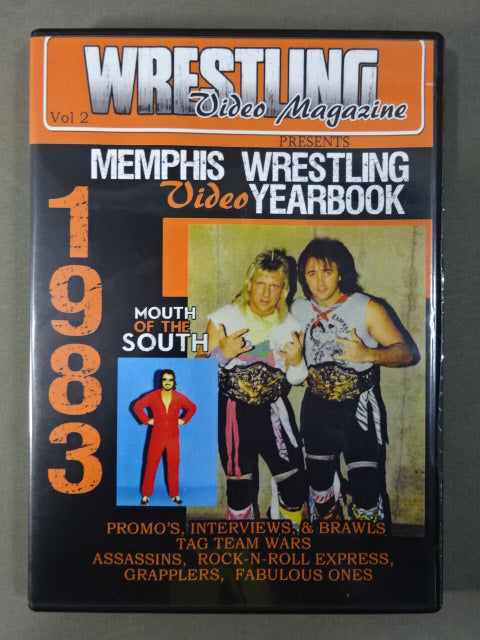 WRESTLING
Video Magazine
Vol 2
PRESENTS
MEMPHIS WRESTLING
Video YEARBOOK
1983
MOUTH
OF THE
SOUTH
PROMO'S, INTERVIEWS, & BRAWLS
TAG TEAM WARS
ASSASSINS, ROCK-N-ROLL EXPRESS,
GRAPPLERS, FABULOUS ONES